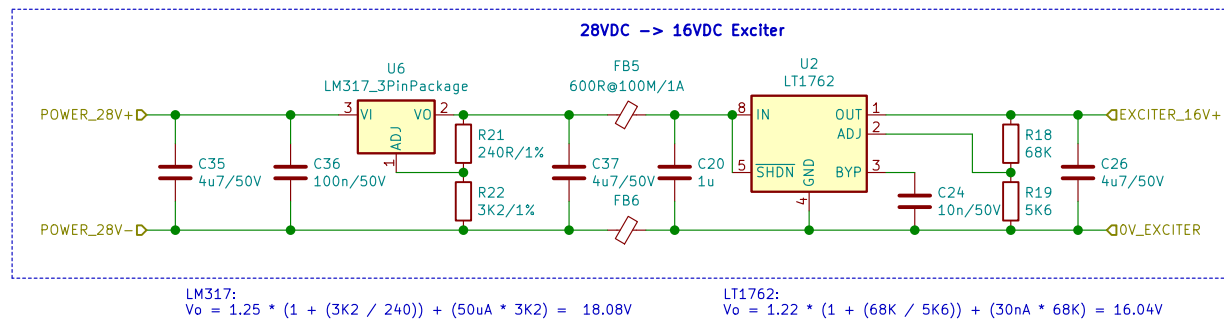 28VDC -> 16VDC Exciter
U6
LM317_3PinPackage
FB5
600R@100M/1A
U2
LT1762
POWER_28V+
3
VI
VO
2
ADJ
1
R21
240R/1%
R22
3K2/1%
C35
4u7/50V
C36
100n/50V
C37
4u7/50V
C20
1u
FB6
8
IN
5
SHDN
GND
4
OUT
1
ADJ
2
BYP
3
C24
10n/50V
R18
68K
R19
5K6
C26
4u7/50V
EXCITER_16V+
POWER_28V-
0V_EXCITER
LM317:
Vo = 1.25 * (1 + (3K2 / 240)) + (50uA * 3K2) = 18.08V
LT1762:
Vo = 1.22 * (1 + (68K / 5K6)) + (30nA * 68K) = 16.04V